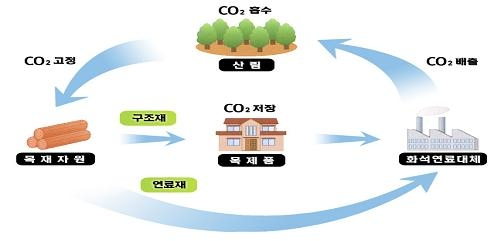 CO₂ 흡수
산림
CO₂ 고정
CO₂ 배출
구조재
CO₂ 저장
목재자원
목제품
화석연료대체
연료재